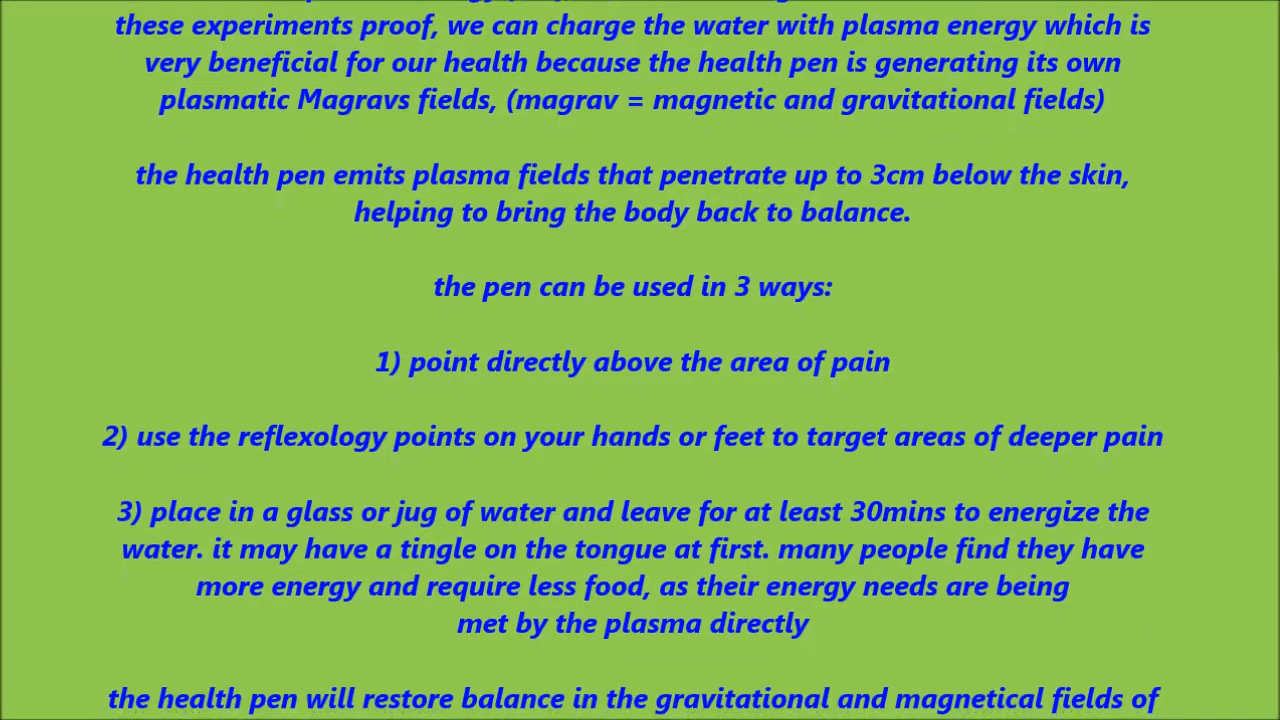 these experiments proof, we can charge the water with plasma energy which is
very beneficial for our health because the health pen is generating its own
plasmatic Magravs fields, (magrav = magnetic and gravitational fields)
the health pen emits plasma fields that penetrate up to 3cm below the skin,
helping to bring the body back to balance.
the pen can be used in 3 ways:
1) point directly above the area of pain
2) use the reflexology points on your hands or feet to target areas of deeper pain
3) place in a glass or jug of water and leave for at least 30mins to energize the
water. it may have a tingle on the tongue at first. many people find they have
more energy and require less food, as their energy needs are being
met by the plasma directly
the health pen will restore balance in the gravitational and magnetical fields of